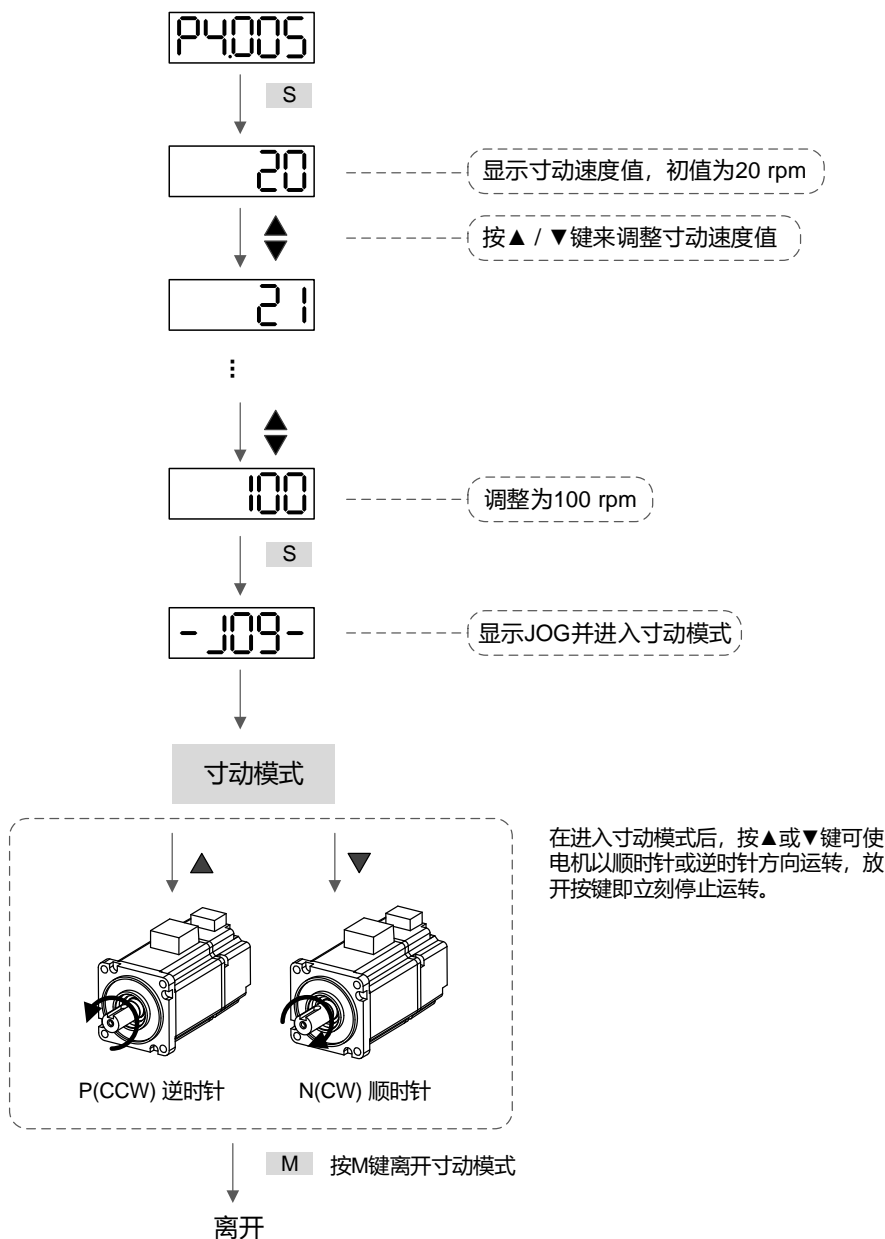 P4.005
S
20
显示寸动速度值，初值为20 rpm
▲
▼
按▲ / ▼键来调整寸动速度值
21
⋮
▲
▼
100
调整为100 rpm
S
-JOG-
显示JOG并进入寸动模式
寸动模式
▲
▼
在进入寸动模式后，按▲或▼键可使
电机以顺时针或逆时针方向运转，放
开按键即立刻停止运转。
P(CCW) 逆时针
N(CW) 顺时针
M
按M键离开寸动模式
离开